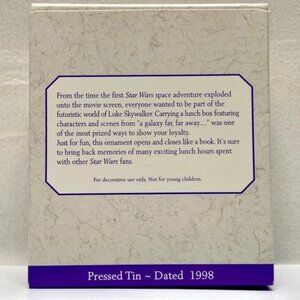 From the time the first Star Wars space adventure exploded
onto the movie screen, everyone wanted to be part of the
futuristic world of Luke Skywalker. Carrying a lunch box featuring
characters and scenes from "a galaxy far, far away...." was one
of the most prized ways to show your loyalty.
Just for fun, this ornament opens and closes like a book. It's sure
to bring back memories of many exciting lunch hours spent
with other Star Wars fans.
For decorative use only. Not for young children.
Pressed Tin ~ Dated 1998